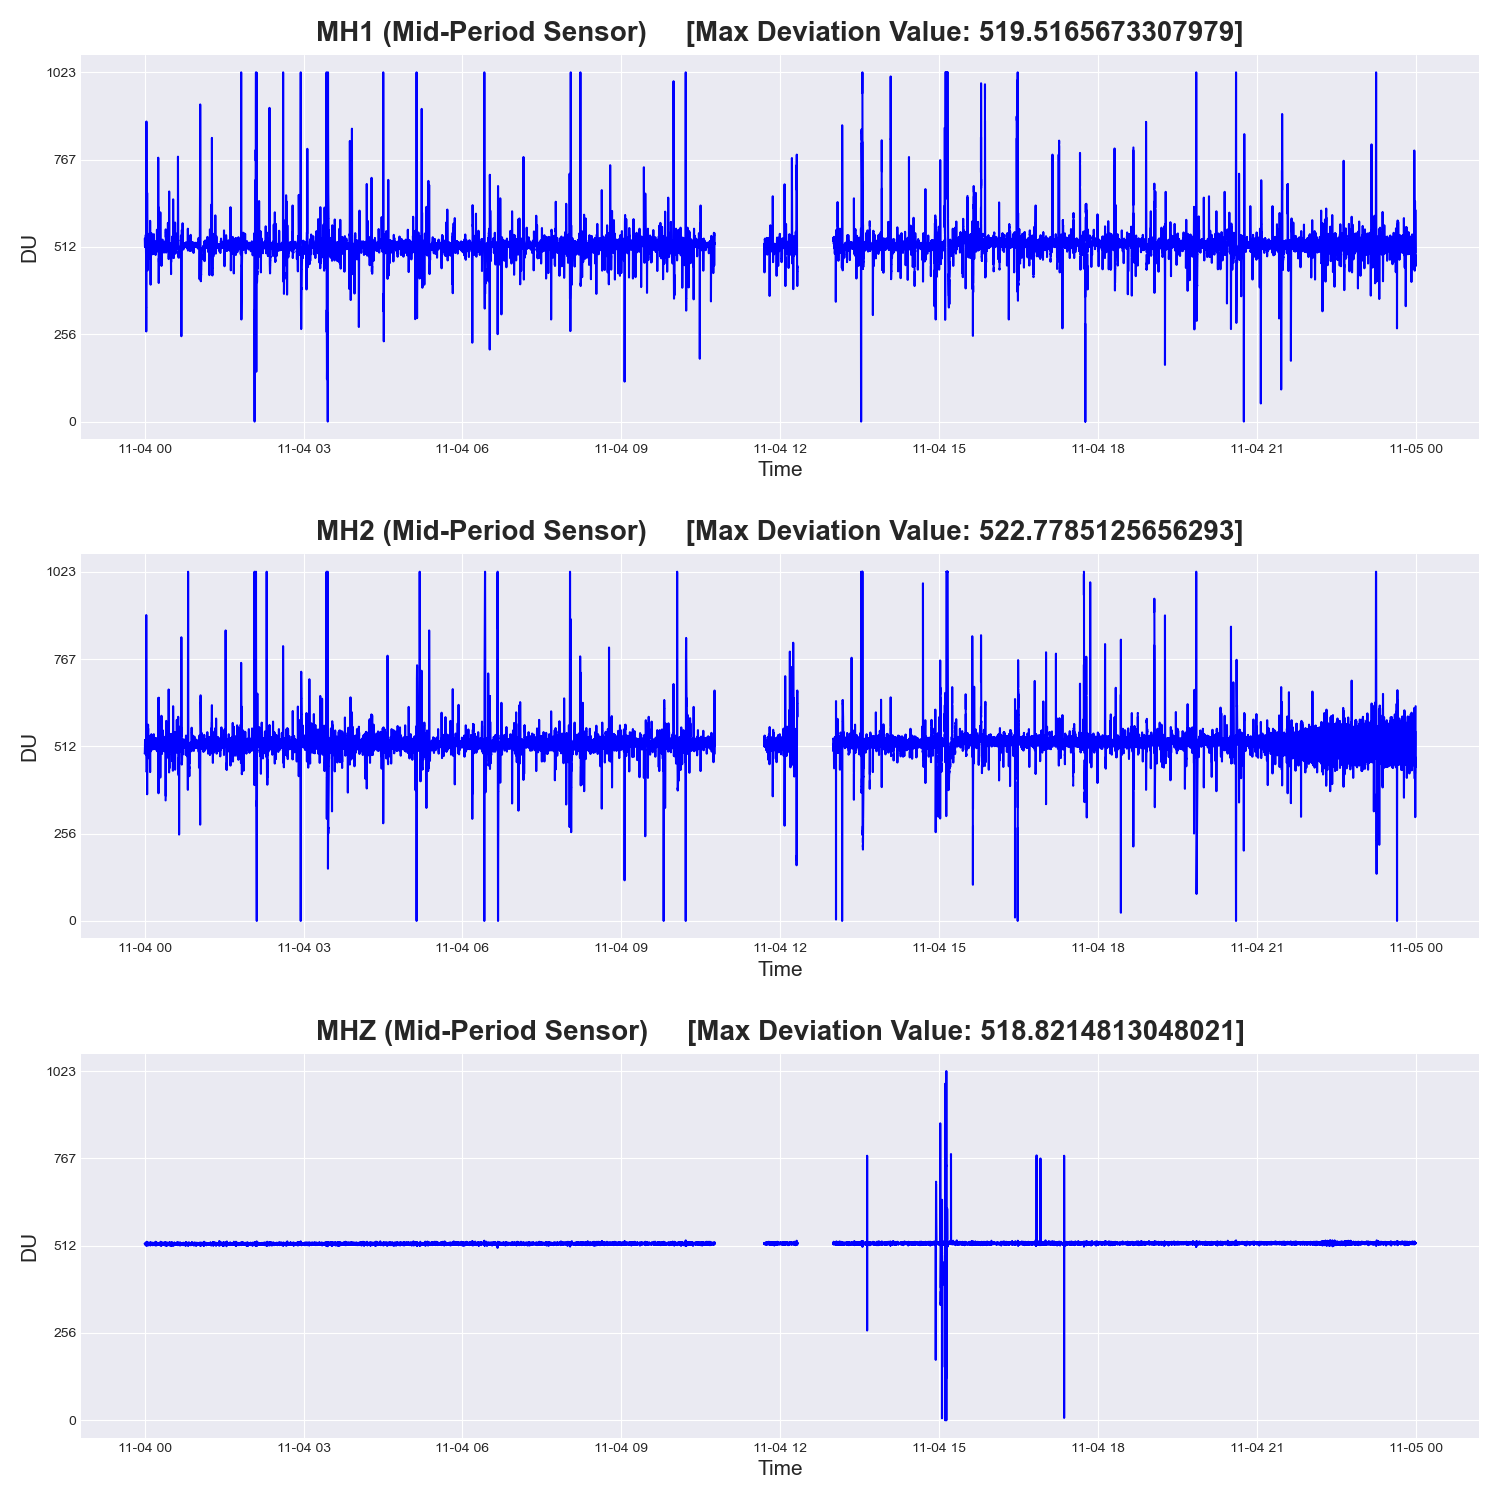 MH1 (Mid-Period Sensor) [Max Deviation Value: 519.5165673307979]
1023
767
512
256
0
DU
11-04 00 11-04 03 11-04 06 11-04 09 11-04 12 11-04 15 11-04 18 11-04 21 11-05 00
Time
MH2 (Mid-Period Sensor) [Max Deviation Value: 522.7785125656293]
1023
767
512
256
0
DU
11-04 00 11-04 03 11-04 06 11-04 09 11-04 12 11-04 15 11-04 18 11-04 21 11-05 00
Time
MHZ (Mid-Period Sensor) [Max Deviation Value: 518.8214813048021]
1023
767
512
256
0
DU
11-04 00 11-04 03 11-04 06 11-04 09 11-04 12 11-04 15 11-04 18 11-04 21 11-05 00
Time